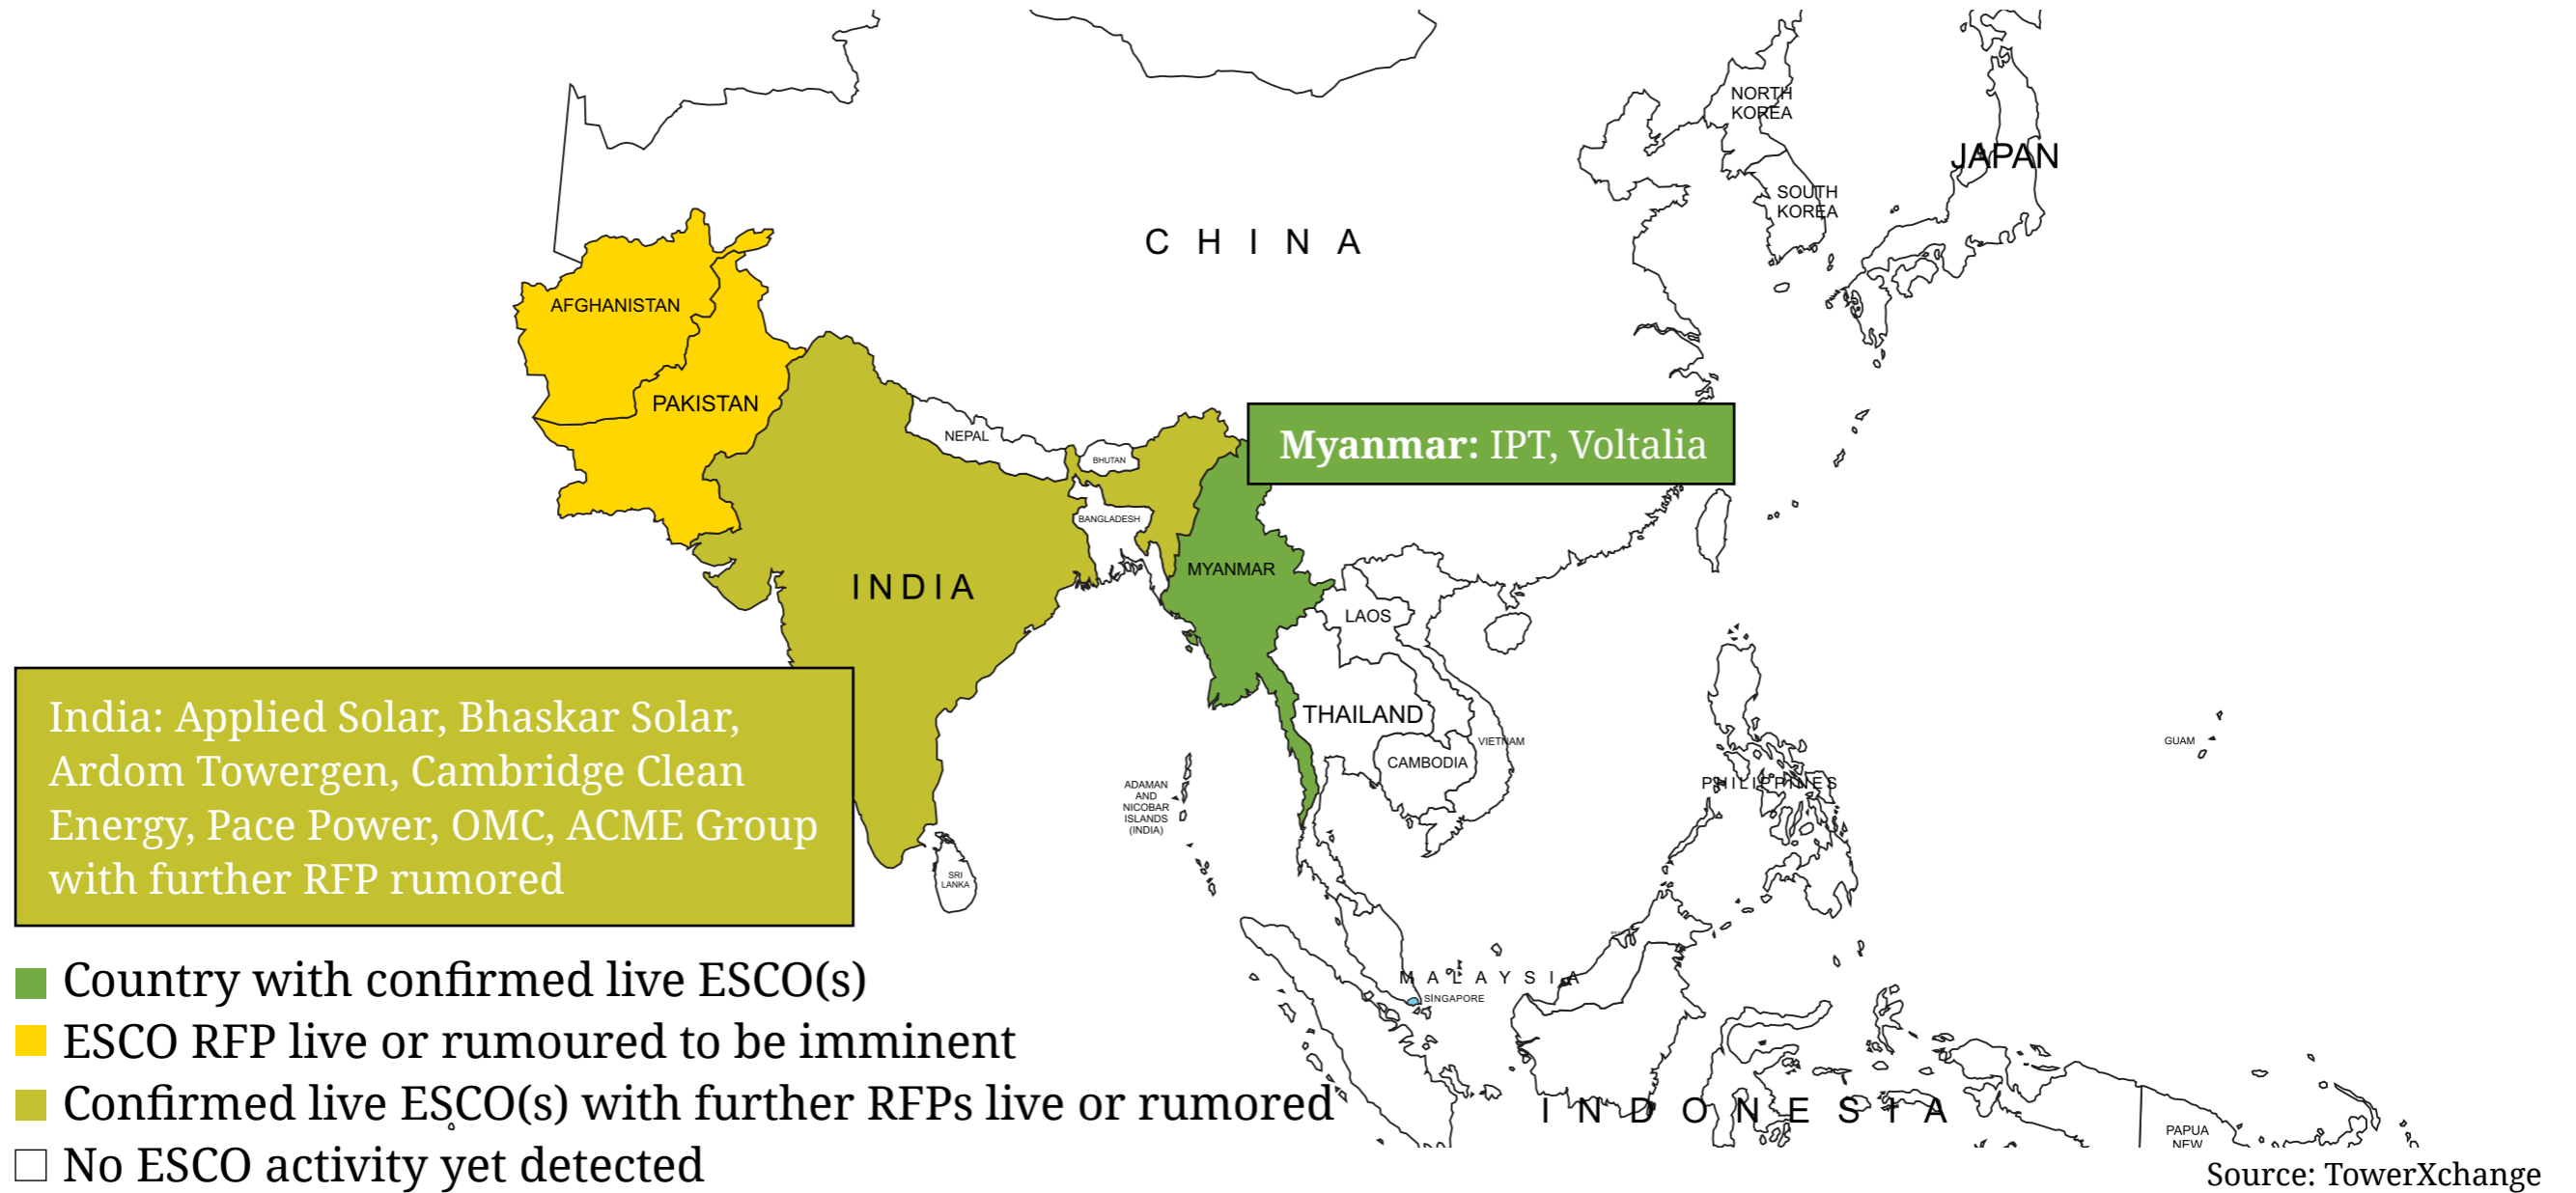 NORTH
KOREA
JAPAN
SOUTH
KOREA
CHINA
AFGHANISTAN
PAKISTAN
NEPAL
BHUTAN
Myanmar: IPT, Voltalia
BANGLADESH
MYANMAR
INDIA
LAOS
THAILAND
VIETNAM
CAMBODIA
GUAM
PHILIPPINES
ADAMAN
AND
NICOBAR
ISLANDS
(INDIA)
India: Applied Solar, Bhaskar Solar,
Ardom Towergen, Cambridge Clean
Energy, Pace Power, OMC, ACME Group
with further RFP rumored
SRI
LANKA
MALAYSIA
SINGAPORE
INDONESIA
PAPUA
NEW
Country with confirmed live ESCO(s)
ESCO RFP live or rumoured to be imminent
Confirmed live ESCO(s) with further RFPs live or rumored
No ESCO activity yet detected
Source: TowerXchange